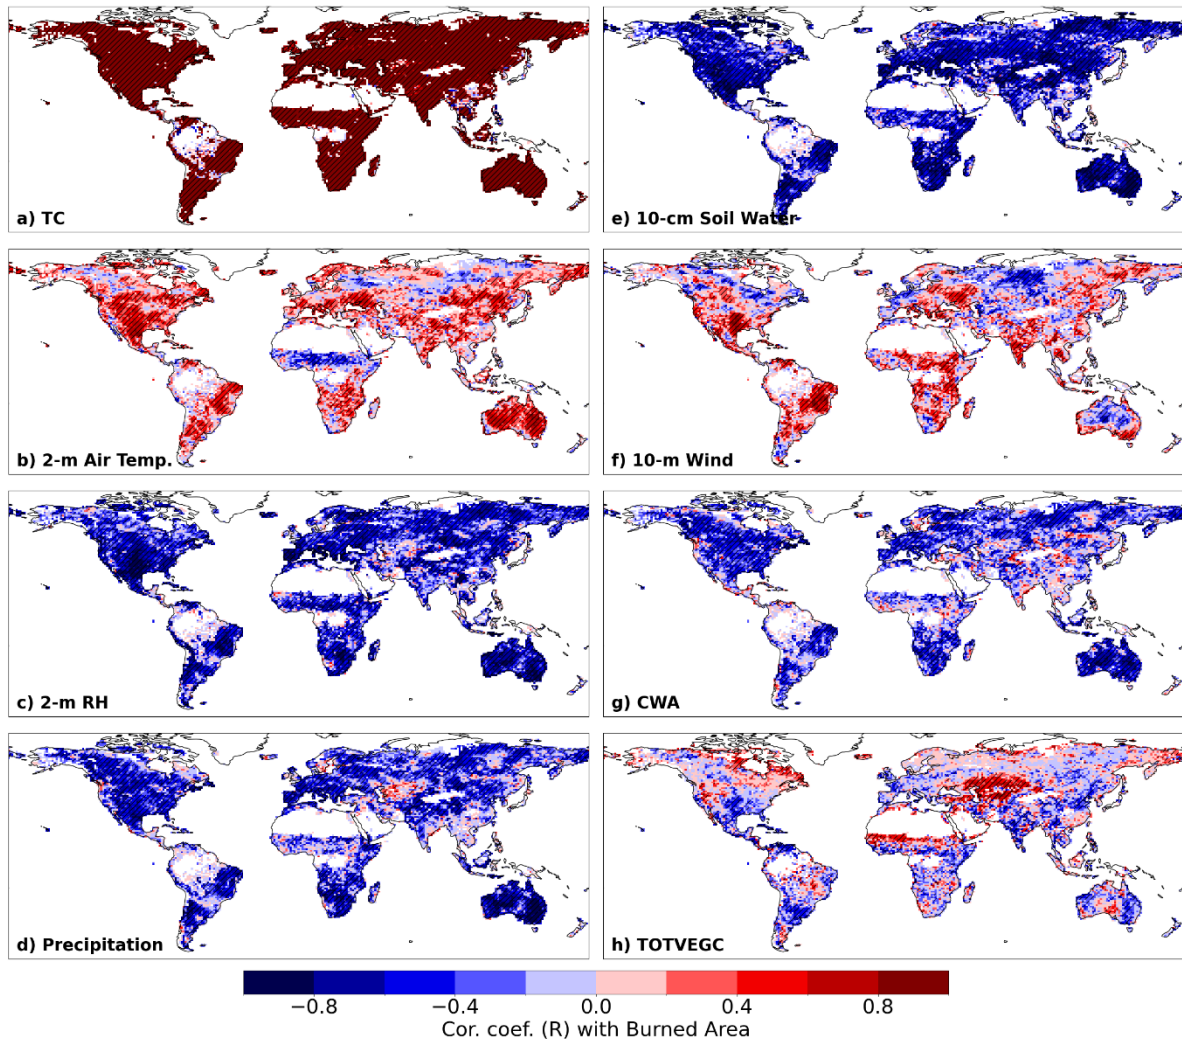 a) TC
e) 10-cm Soil Water
b) 2-m Air Temp.
f) 10-m Wind
c) 2-m RH
g) CWA
d) Precipitation
h) TOTVEGC
−0.8 −0.4 0.0 0.4 0.8
Cor. coef. (R) with Burned Area